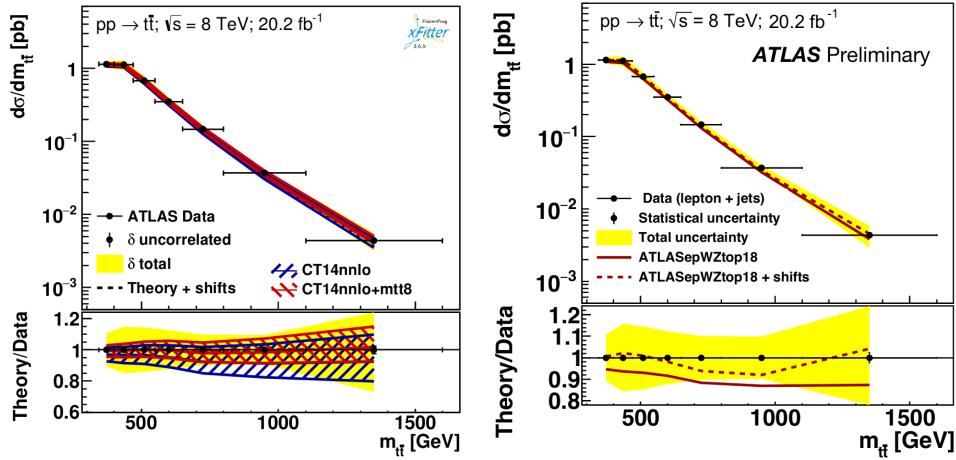 pp → tt̄; √s = 8 TeV; 20.2 fb⁻¹
FrozenFrog
xFitter
dσ/dm_tt̄ [pb]
1
10⁻¹
10⁻²
10⁻³
ATLAS Data
δ uncorrelated
δ total
Theory + shifts
CT14nnlo
CT14nnlo+mtt8
Theory/Data
1.2
1
0.8
0.6
500
1000
1500
m_tt̄ [GeV]
pp → tt̄; √s = 8 TeV; 20.2 fb⁻¹
ATLAS Preliminary
dσ/dm_tt̄ [pb]
1
10⁻¹
10⁻²
10⁻³
Data (lepton + jets)
Statistical uncertainty
Total uncertainty
ATLASepWZtop18
ATLASepWZtop18 + shifts
Theory/Data
1.2
1.1
1
0.9
0.8
500
1000
1500
m_tt̄ [GeV]